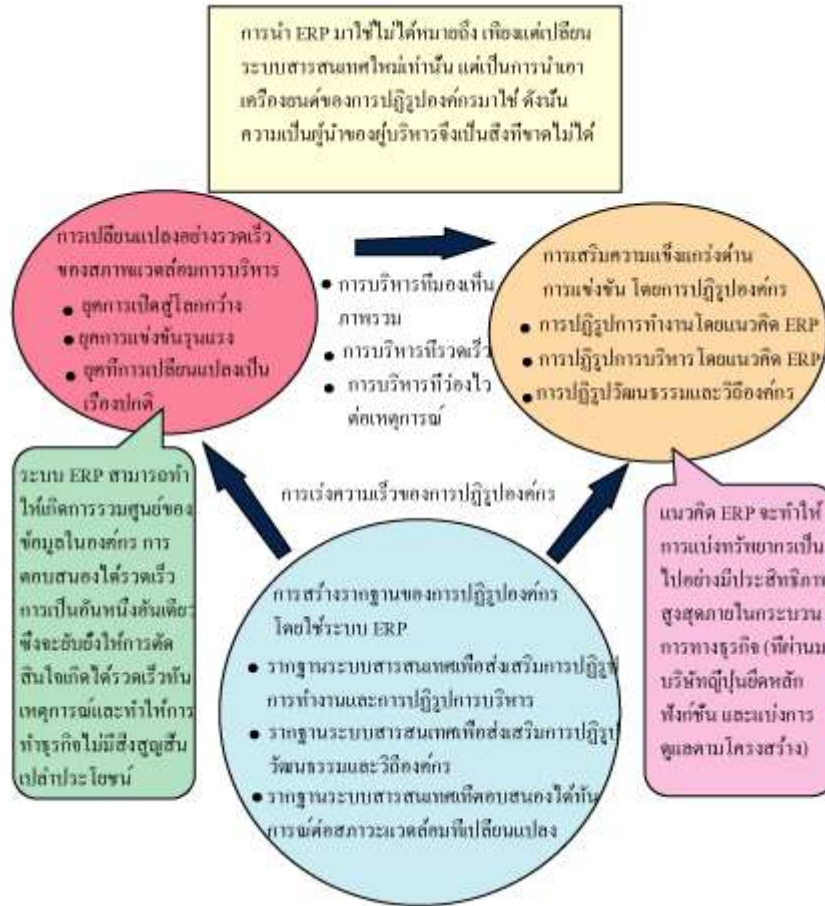 การนำ ERP มาใช้ไม่ได้หมายถึง เพียงแต่เปลี่ยน
ระบบสารสนเทศใหม่เท่านั้น แต่เป็นการนำเอา
เครื่องยนต์ของการปฏิรูปองค์กรมาใช้ ดังนั้น
ความเป็นผู้นำของผู้บริหารจึงเป็นสิ่งที่ขาดไม่ได้
การเปลี่ยนแปลงอย่างรวดเร็ว
ของสภาพแวดล้อมการบริหาร
• ยุคการเปิดสู่โลกกว้าง
• ยุคการแข่งขันรุนแรง
• ยุคที่การเปลี่ยนแปลงเป็น
เรื่องปกติ
• การบริหารที่มองเห็น
ภาพรวม
• การบริหารที่รวดเร็ว
• การบริหารที่ว่องไว
ต่อเหตุการณ์
การเสริมความแข็งแกร่งด้าน
การแข่งขัน โดยการปฏิรูปองค์กร
• การปฏิรูปการทำงานโดยแนวคิด ERP
• การปฏิรูปการบริหารโดยแนวคิด ERP
• การปฏิรูปวัฒนธรรมและวิถีองค์กร
ระบบ ERP สามารถทำ
ให้เกิดการรวมศูนย์ของ
ข้อมูลในองค์กร การ
ตอบสนองได้รวดเร็ว
การเป็นอันหนึ่งอันเดียว
ซึ่งจะยับยั้งให้การตัด
สินใจเกิดได้รวดเร็วทัน
เหตุการณ์และทำให้การ
ทำธุรกิจไม่มีสิ่งสูญสิ้น
เปล่าประโยชน์
การเร่งความเร็วของการปฏิรูปองค์กร
การสร้างรากฐานของการปฏิรูปองค์กร
โดยใช้ระบบ ERP
• รากฐานระบบสารสนเทศเพื่อส่งเสริมการปฏิรูป
การทำงานและการปฏิรูปการบริหาร
• รากฐานระบบสารสนเทศเพื่อส่งเสริมการปฏิรูป
วัฒนธรรมและวิถีองค์กร
• รากฐานระบบสารสนเทศที่ตอบสนองได้ทัน
การณ์ต่อสภาวะแวดล้อมที่เปลี่ยนแปลง
แนวคิด ERP จะทำให้
การแบ่งทรัพยากรเป็น
ไปอย่างมีประสิทธิภาพ
สูงสุดภายในกระบวน
การทางธุรกิจ (ที่ผ่านม
บริษัทญี่ปุ่นยึดหลัก
ฟังก์ชั่น และแบ่งการ
ดูแลตามโครงสร้าง)